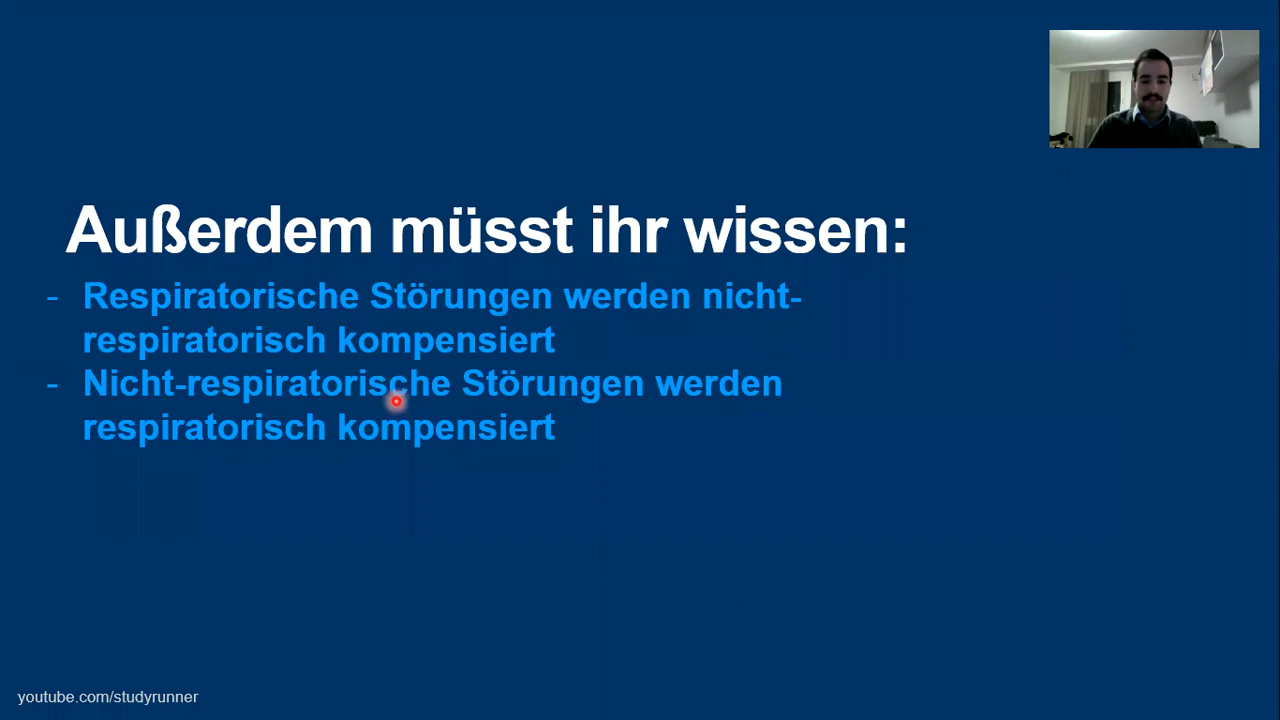 Außerdem müsst ihr wissen:
- Respiratorische Störungen werden nicht-
respiratorisch kompensiert
- Nicht-respiratorische Störungen werden
respiratorisch kompensiert
youtube.com/studyrunner